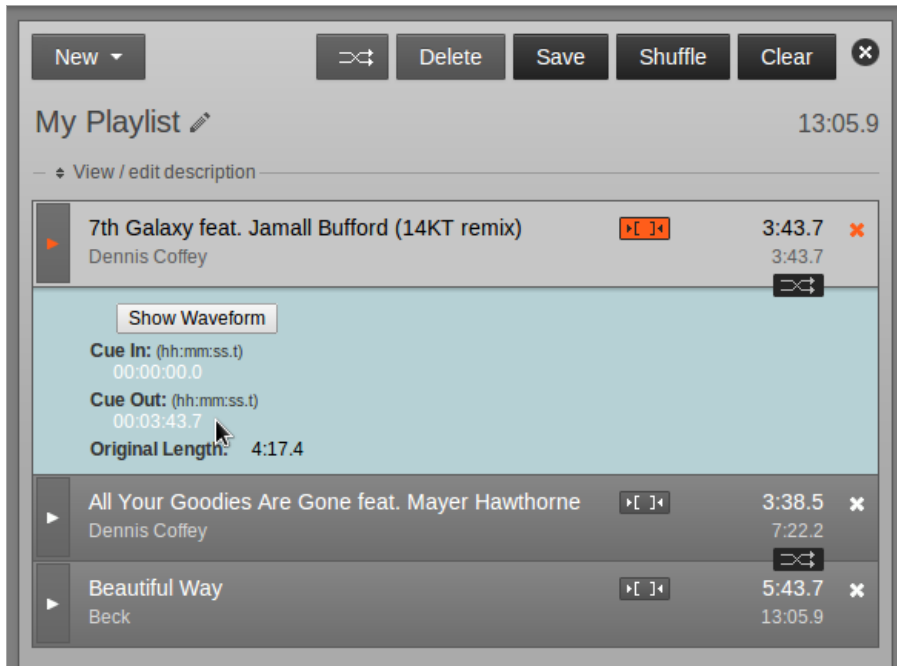 New
Delete
Save
Shuffle
Clear
My Playlist
13:05.9
View / edit description
7th Galaxy feat. Jamall Bufford (14KT remix)
3:43.7
Dennis Coffey
3:43.7
Show Waveform
Cue In: (hh:mm:ss.t)
00:00:00.0
Cue Out: (hh:mm:ss.t)
00:03:43.7
Original Length: 4:17.4
All Your Goodies Are Gone feat. Mayer Hawthorne
3:38.5
Dennis Coffey
7:22.2
Beautiful Way
5:43.7
Beck
13:05.9